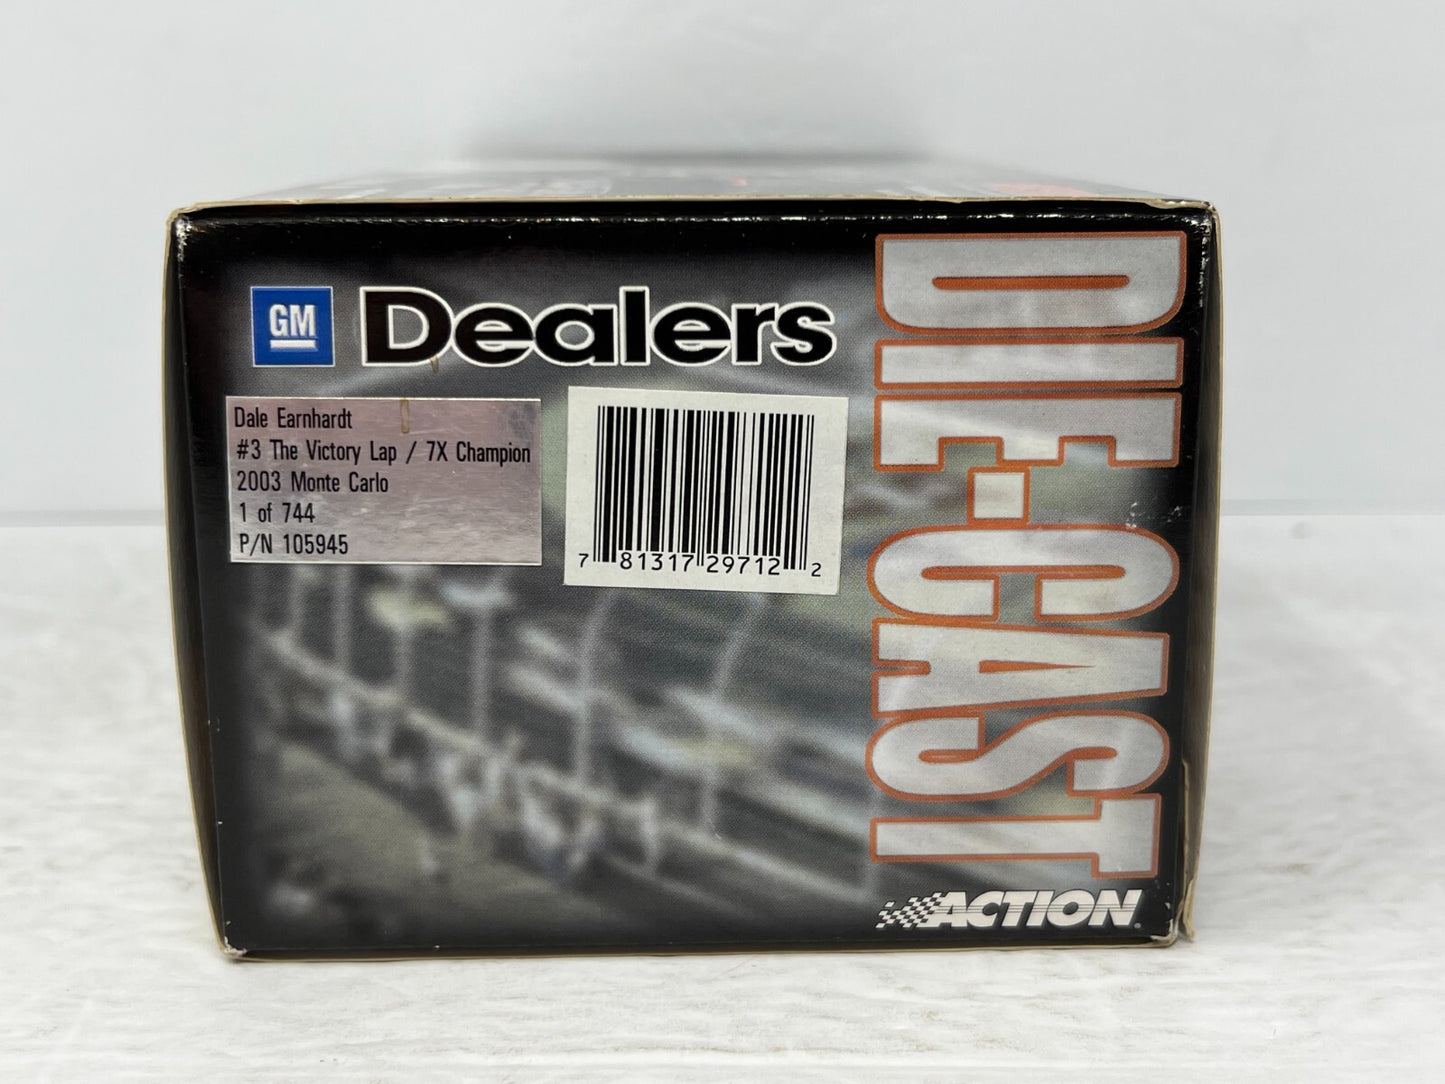 GM Dealers
Dale Earnhardt
#3 The Victory Lap / 7X Champion
2003 Monte Carlo
1 of 744
P/N 105945
7 81317 29712 2
DIE-CAST
ACTION